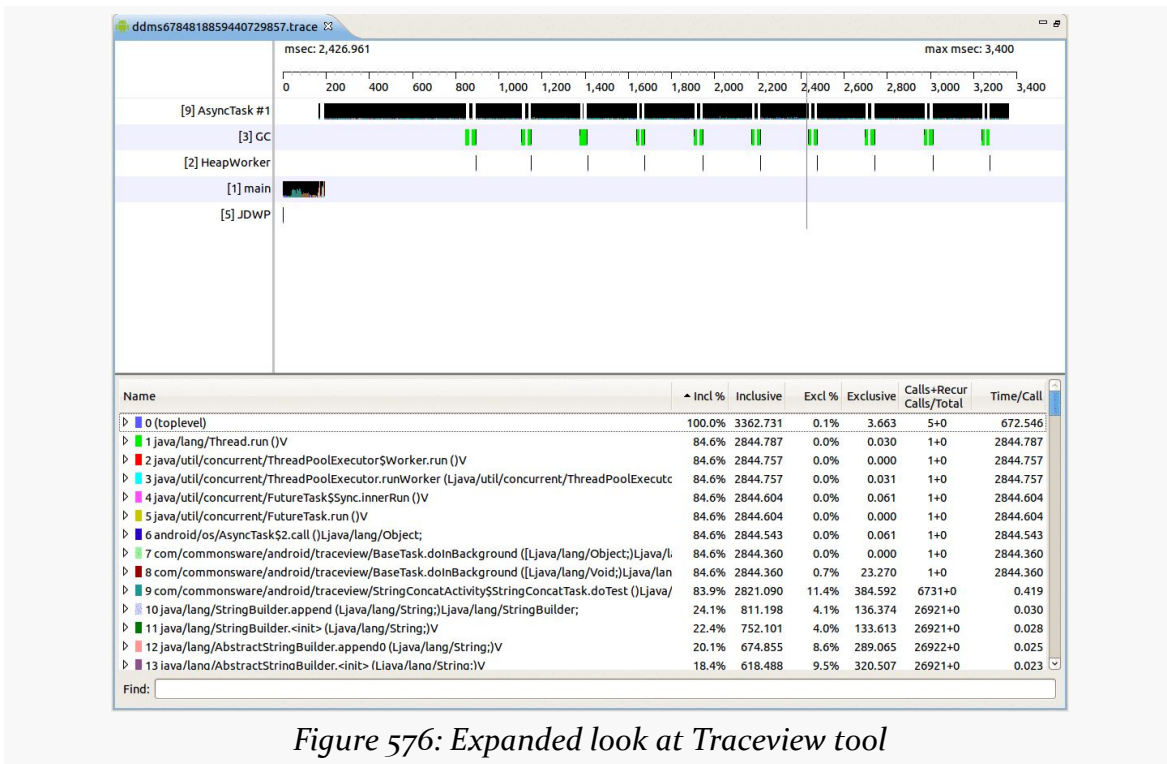 ddms6784818859440729857.trace
msec: 2,426.961 max msec: 3,400
0 200 400 600 800 1,000 1,200 1,400 1,600 1,800 2,000 2,200 2,400 2,600 2,800 3,000 3,200 3,400
[9] AsyncTask #1
[3] GC
[2] HeapWorker
[1] main
[5] JDWP
Name Incl % Inclusive Excl % Exclusive Calls+Recur Calls/Total Time/Call
0 (toplevel) 100.0% 3362.731 0.1% 3.663 5+0 672.546
1 java/lang/Thread.run ()V 84.6% 2844.787 0.0% 0.030 1+0 2844.787
2 java/util/concurrent/ThreadPoolExecutor$Worker.run ()V 84.6% 2844.757 0.0% 0.000 1+0 2844.757
3 java/util/concurrent/ThreadPoolExecutor.runWorker (Ljava/util/concurrent/ThreadPoolExecutc 84.6% 2844.757 0.0% 0.031 1+0 2844.757
4 java/util/concurrent/FutureTask$Sync.innerRun ()V 84.6% 2844.604 0.0% 0.061 1+0 2844.604
5 java/util/concurrent/FutureTask.run ()V 84.6% 2844.604 0.0% 0.000 1+0 2844.604
6 android/os/AsyncTask$2.call ()Ljava/lang/Object; 84.6% 2844.543 0.0% 0.061 1+0 2844.543
7 com/commonsware/android/traceview/BaseTask.doInBackground ([Ljava/lang/Object;)Ljava/l 84.6% 2844.360 0.0% 0.000 1+0 2844.360
8 com/commonsware/android/traceview/BaseTask.doInBackground ([Ljava/lang/Void;)Ljava/lan 84.6% 2844.360 0.7% 23.270 1+0 2844.360
9 com/commonsware/android/traceview/StringConcatActivity$StringConcatTask.doTest ()Ljava/ 83.9% 2821.090 11.4% 384.592 6731+0 0.419
10 java/lang/StringBuilder.append (Ljava/lang/String;)Ljava/lang/StringBuilder; 24.1% 811.198 4.1% 136.374 26921+0 0.030
11 java/lang/StringBuilder.<init> (Ljava/lang/String;)V 22.4% 752.101 4.0% 133.613 26921+0 0.028
12 java/lang/AbstractStringBuilder.append0 (Ljava/lang/String;)V 20.1% 674.855 8.6% 289.065 26922+0 0.025
13 java/lang/AbstractStringBuilder.<init> (Ljava/lang/String;)V 18.4% 618.488 9.5% 320.507 26921+0 0.023
Find:
Figure 576: Expanded look at Traceview tool